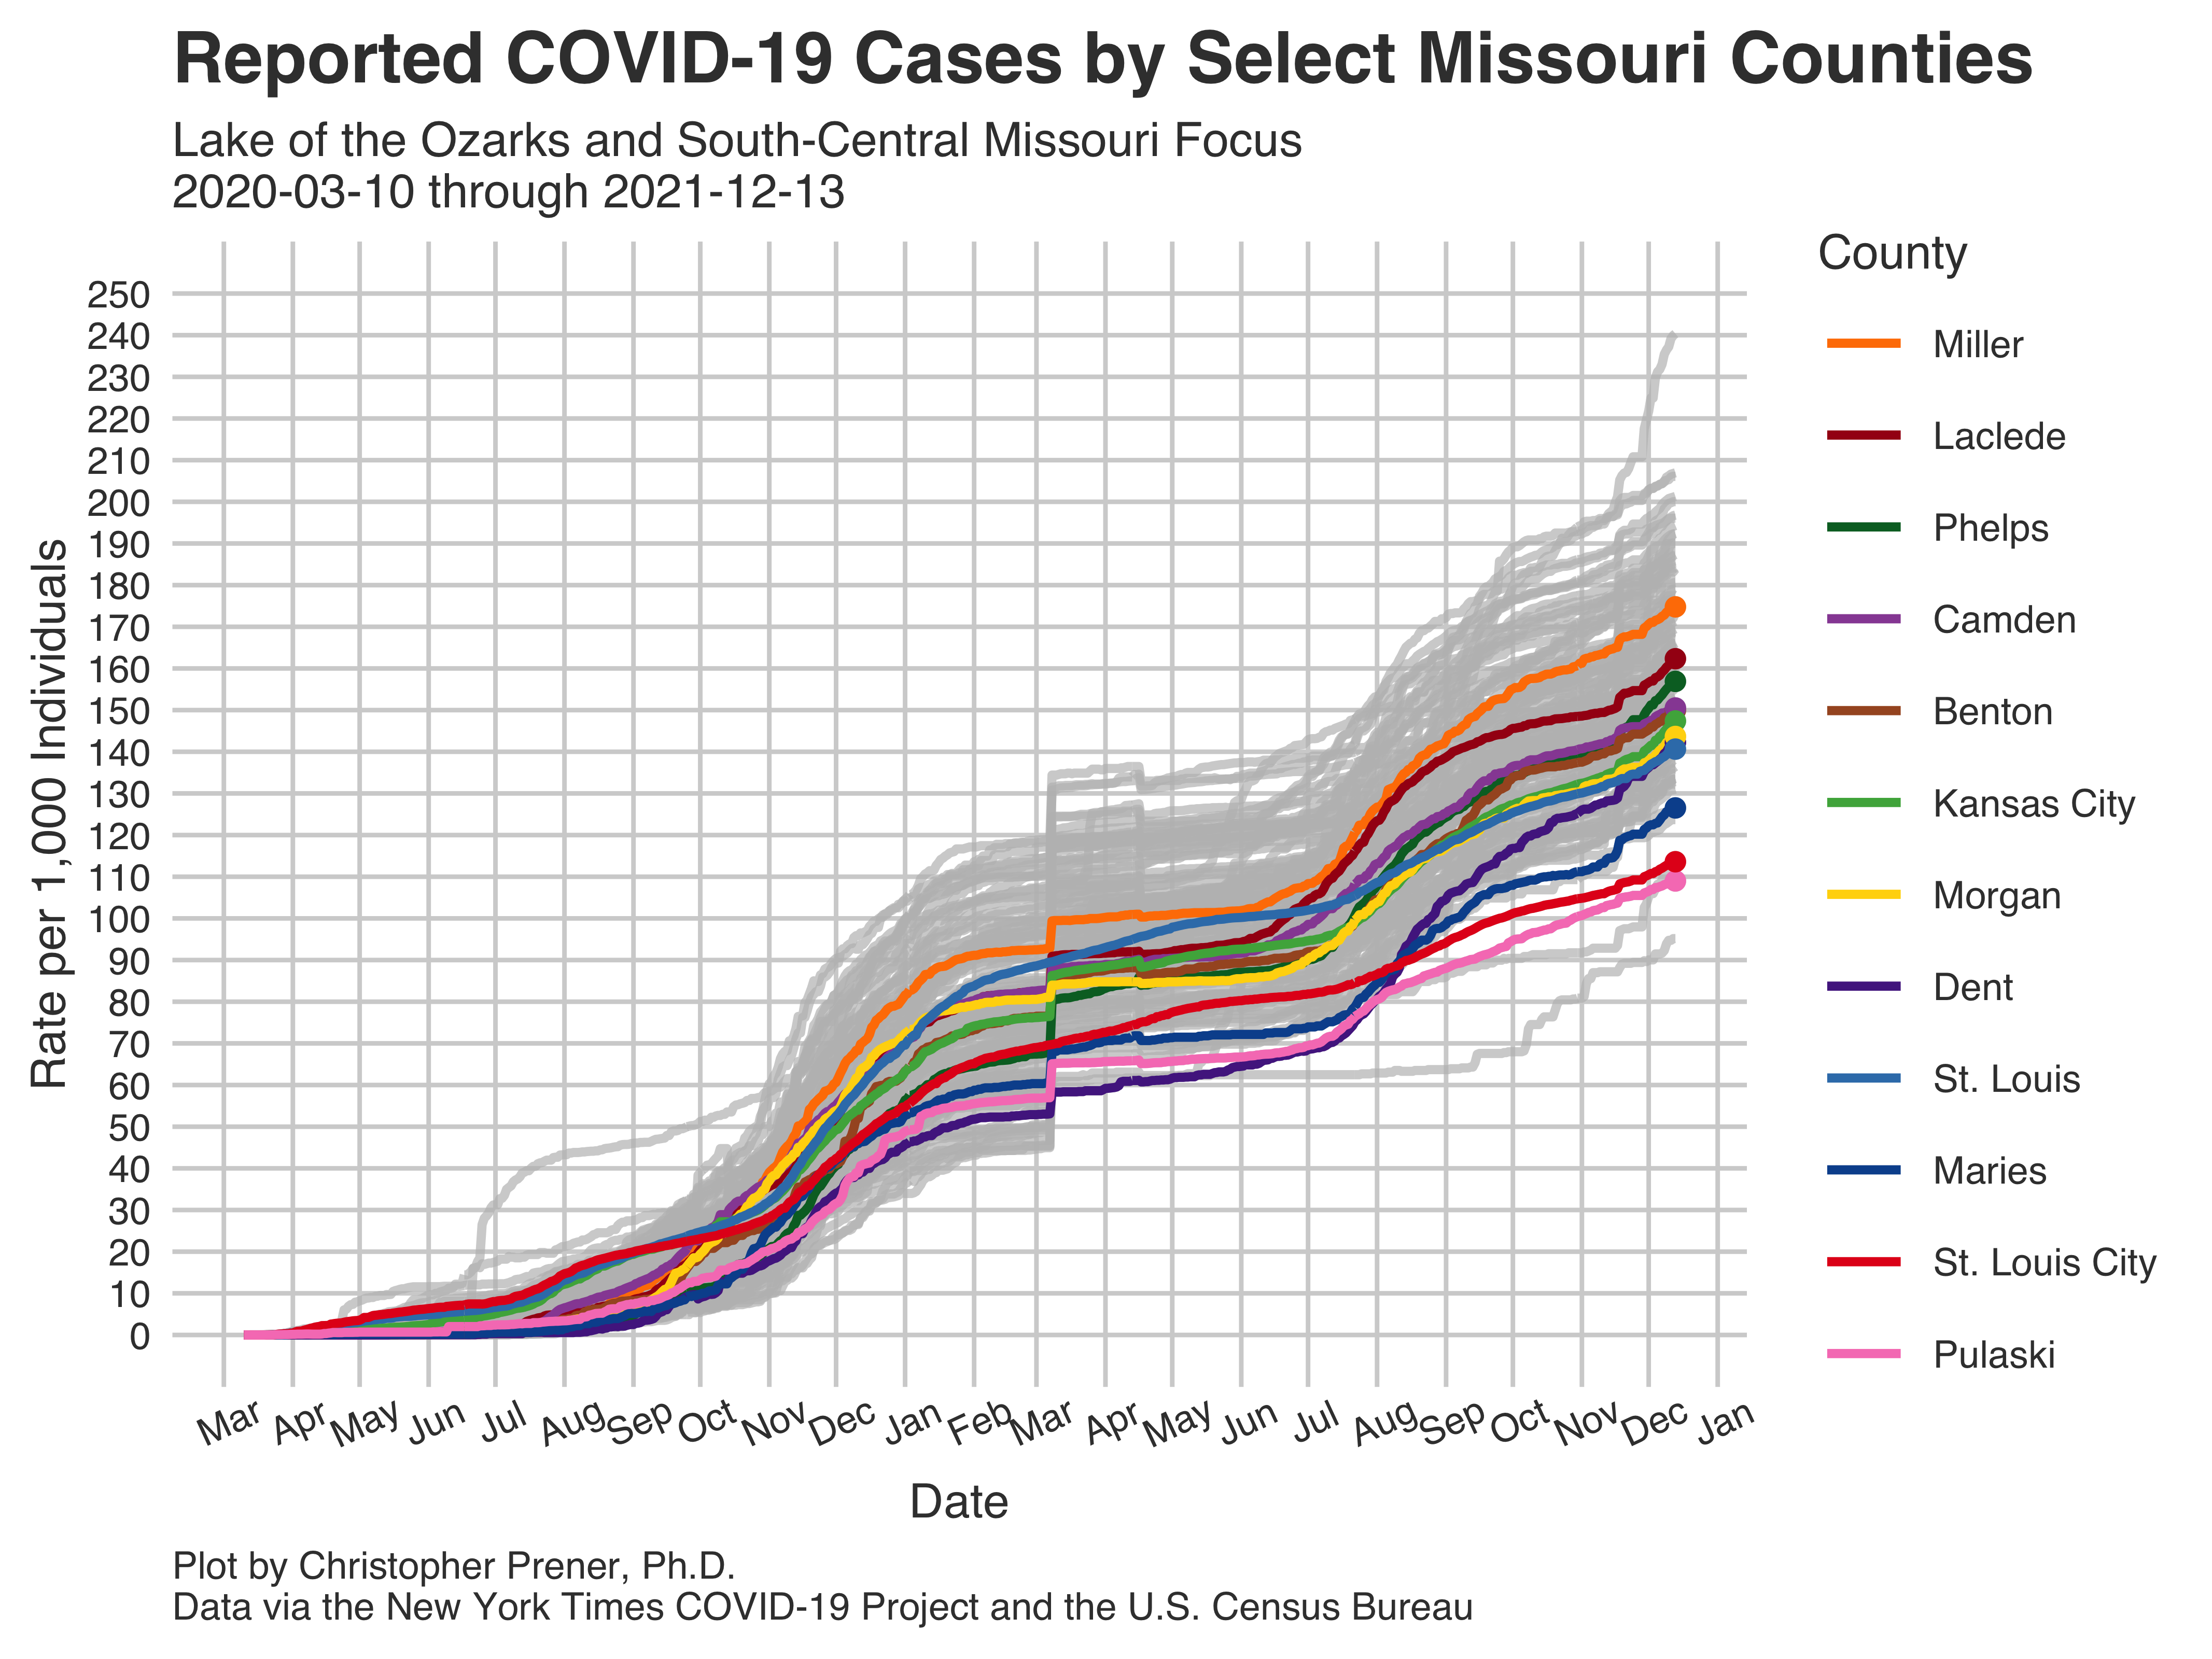 Reported COVID-19 Cases by Select Missouri Counties
Lake of the Ozarks and South-Central Missouri Focus
2020-03-10 through 2021-12-13
County
Miller
Laclede
Phelps
Camden
Benton
Kansas City
Morgan
Dent
St. Louis
Maries
St. Louis City
Pulaski
Rate per 1,000 Individuals
250
240
230
220
210
200
190
180
170
160
150
140
130
120
110
100
90
80
70
60
50
40
30
20
10
0
Mar Apr May Jun Jul Aug Sep Oct Nov Dec Jan Feb Mar Apr May Jun Jul Aug Sep Oct Nov Dec Jan
Date
Plot by Christopher Prener, Ph.D.
Data via the New York Times COVID-19 Project and the U.S. Census Bureau